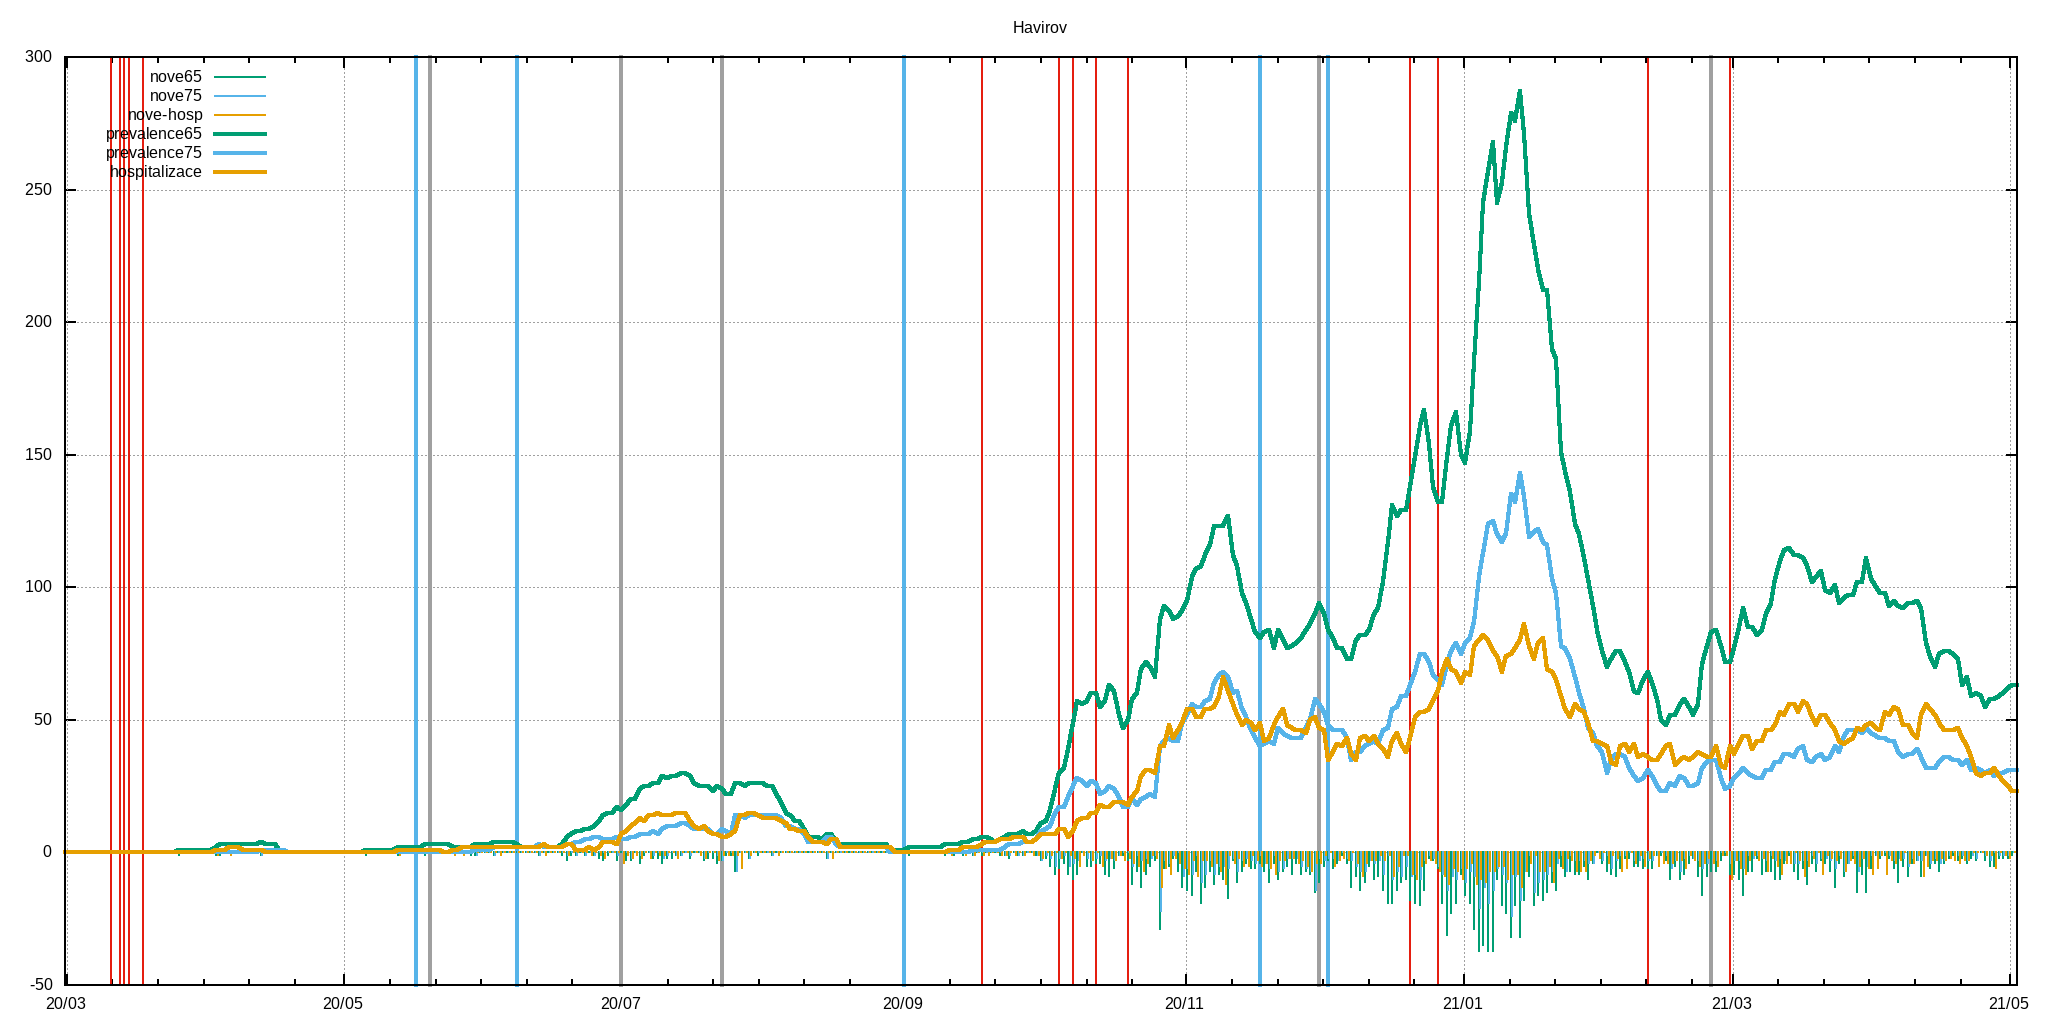 Havirov
300
250
200
150
100
50
0
-50
nove65
nove75
nove-hosp
prevalence65
prevalence75
hospitalizace
20/03 20/05 20/07 20/09 20/11 21/01 21/03 21/05